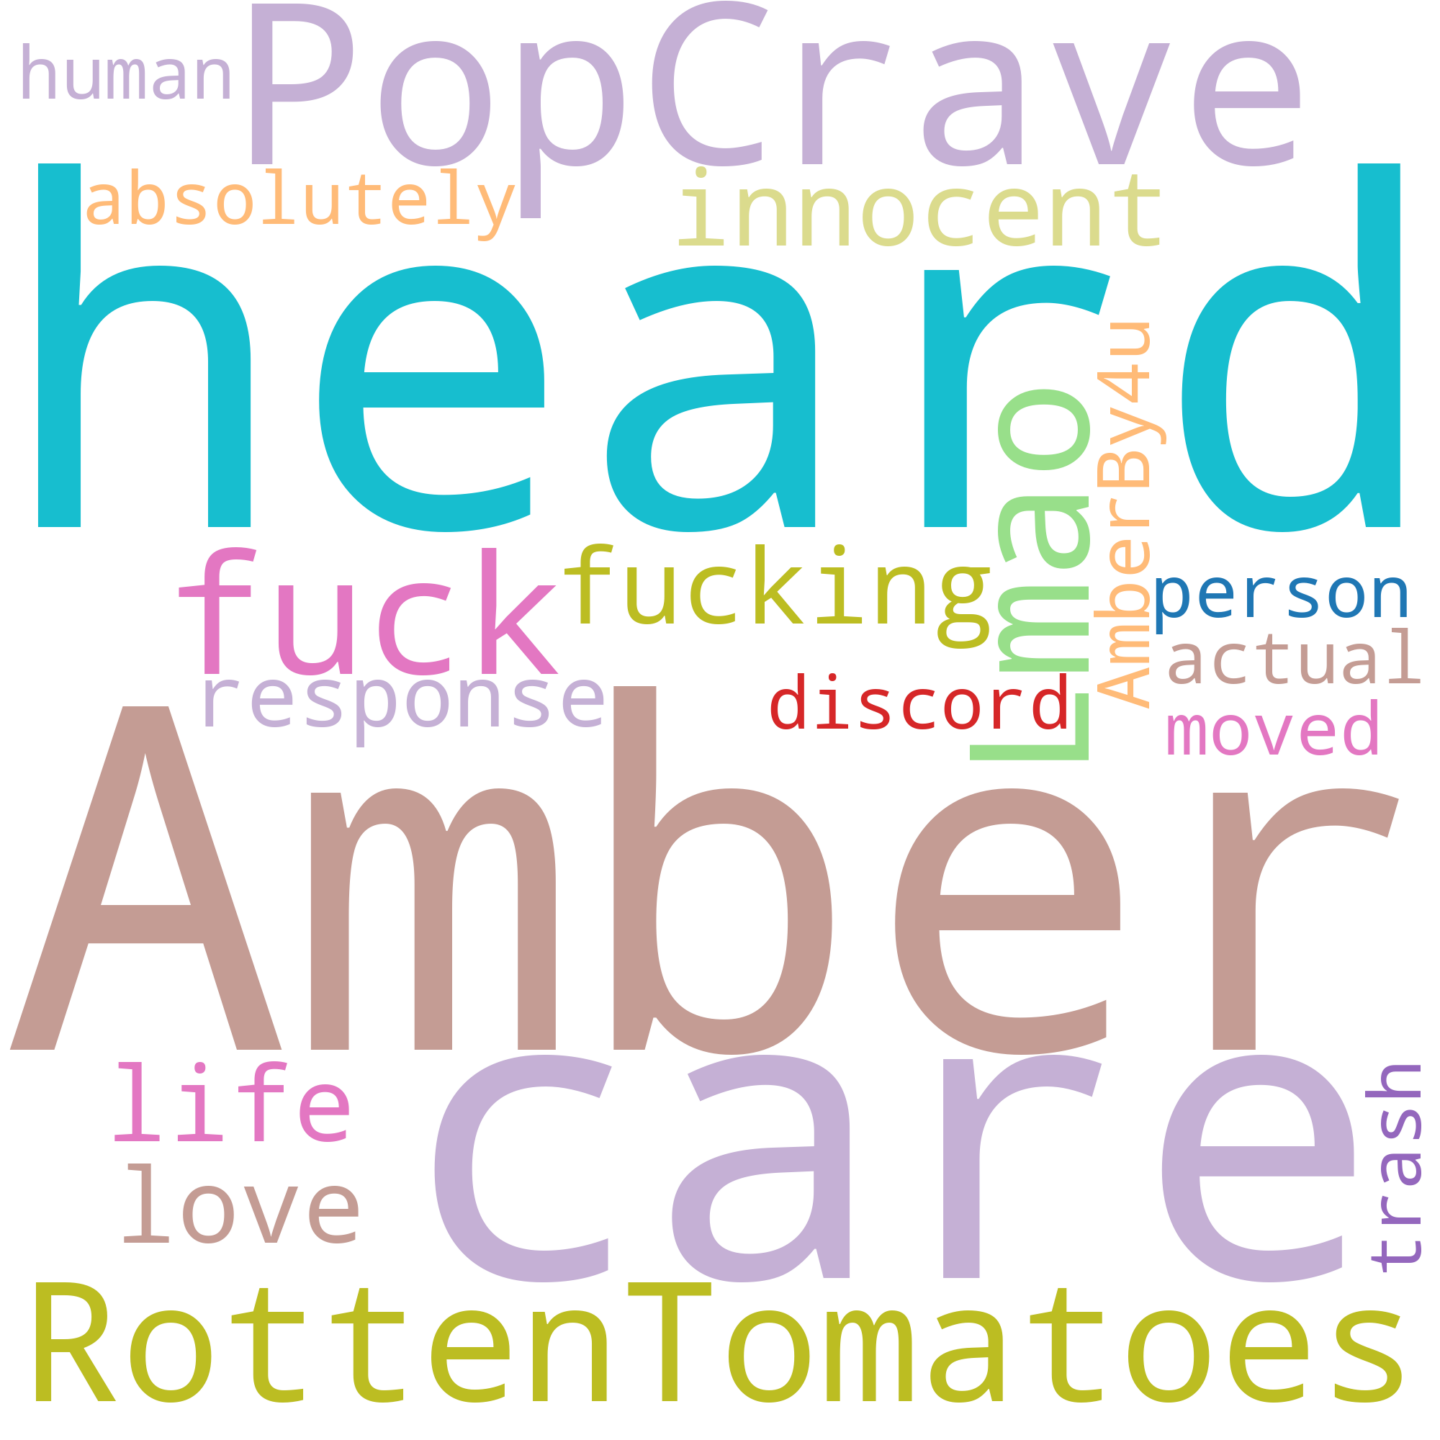 human
PopCrave
absolutely
innocent
heard
AmberBy4u
Lmao
fuck
fucking
person
actual
response
discord
moved
Amber
life
care
trash
love
RottenTomatoes